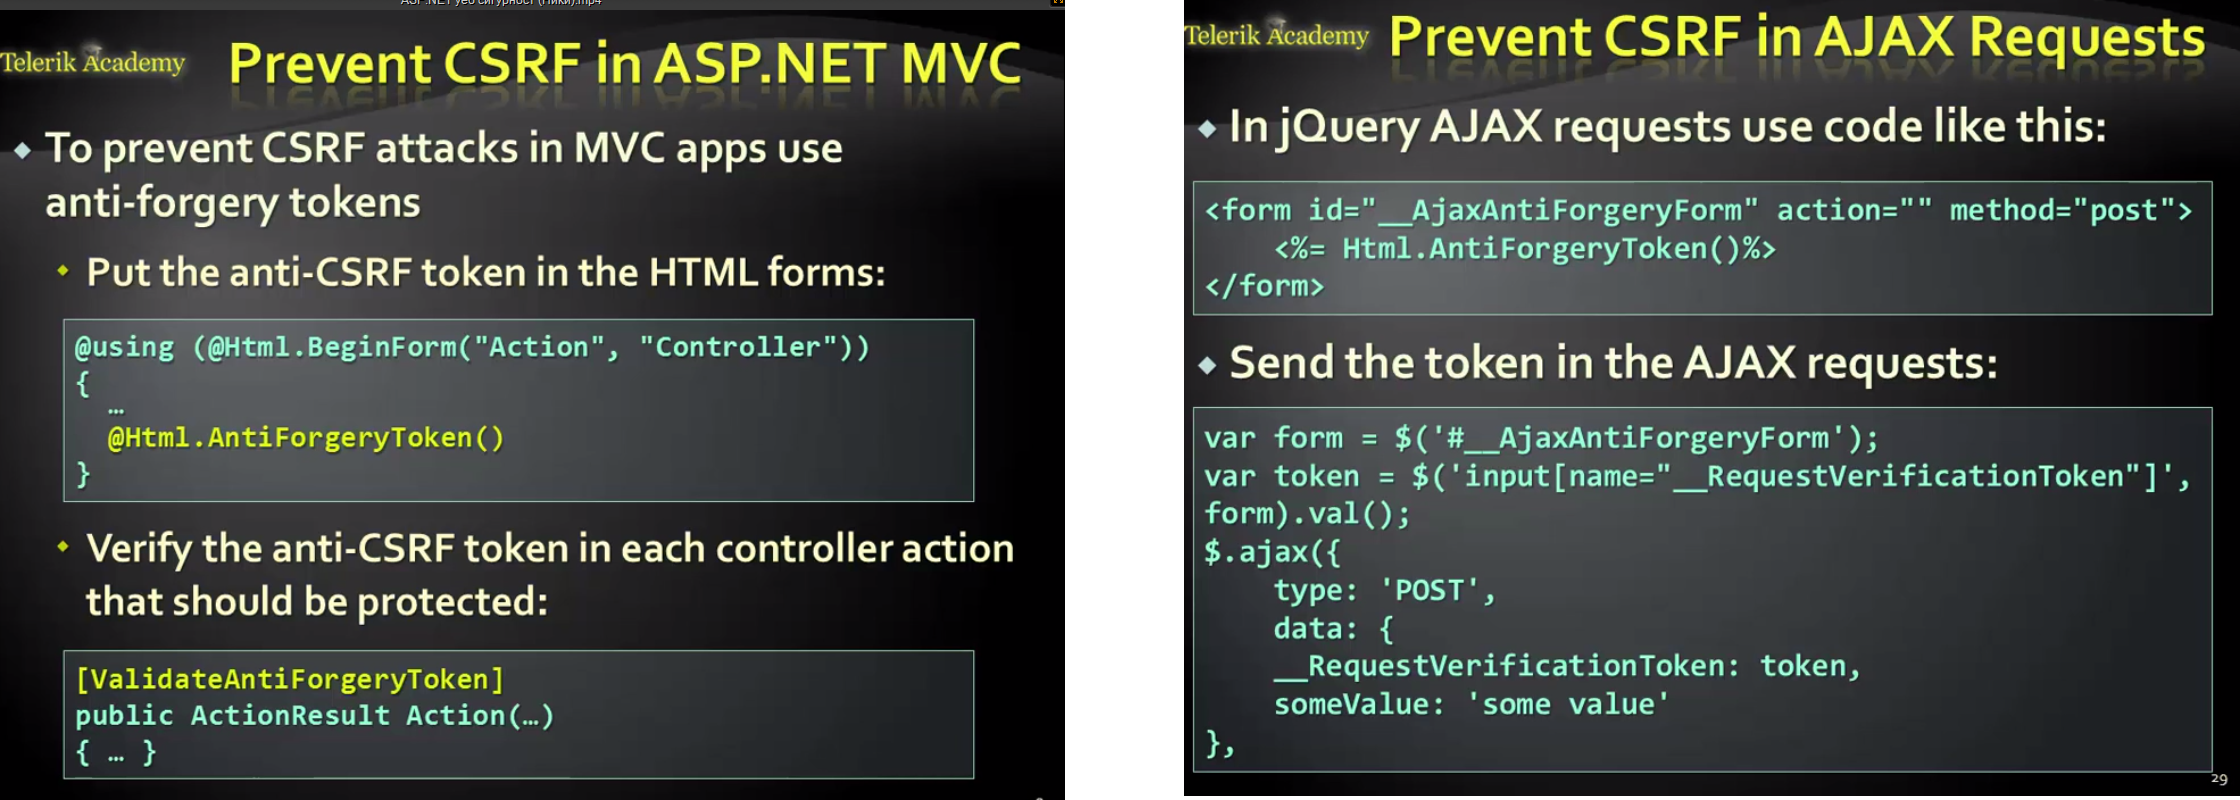 ASP.NET уеб сигурност (Ники).mp4
Telerik Academy
Prevent CSRF in ASP.NET MVC
To prevent CSRF attacks in MVC apps use
anti-forgery tokens
Put the anti-CSRF token in the HTML forms:
@using (@Html.BeginForm("Action", "Controller"))
{
…
@Html.AntiForgeryToken()
}
Verify the anti-CSRF token in each controller action
that should be protected:
[ValidateAntiForgeryToken]
public ActionResult Action(…)
{ … }
Telerik Academy
Prevent CSRF in AJAX Requests
In jQuery AJAX requests use code like this:
<form id="__AjaxAntiForgeryForm" action="" method="post">
<%= Html.AntiForgeryToken()%>
</form>
Send the token in the AJAX requests:
var form = $('#__AjaxAntiForgeryForm');
var token = $('input[name="__RequestVerificationToken"]',
form).val();
$.ajax({
type: 'POST',
data: {
__RequestVerificationToken: token,
someValue: 'some value'
},
29